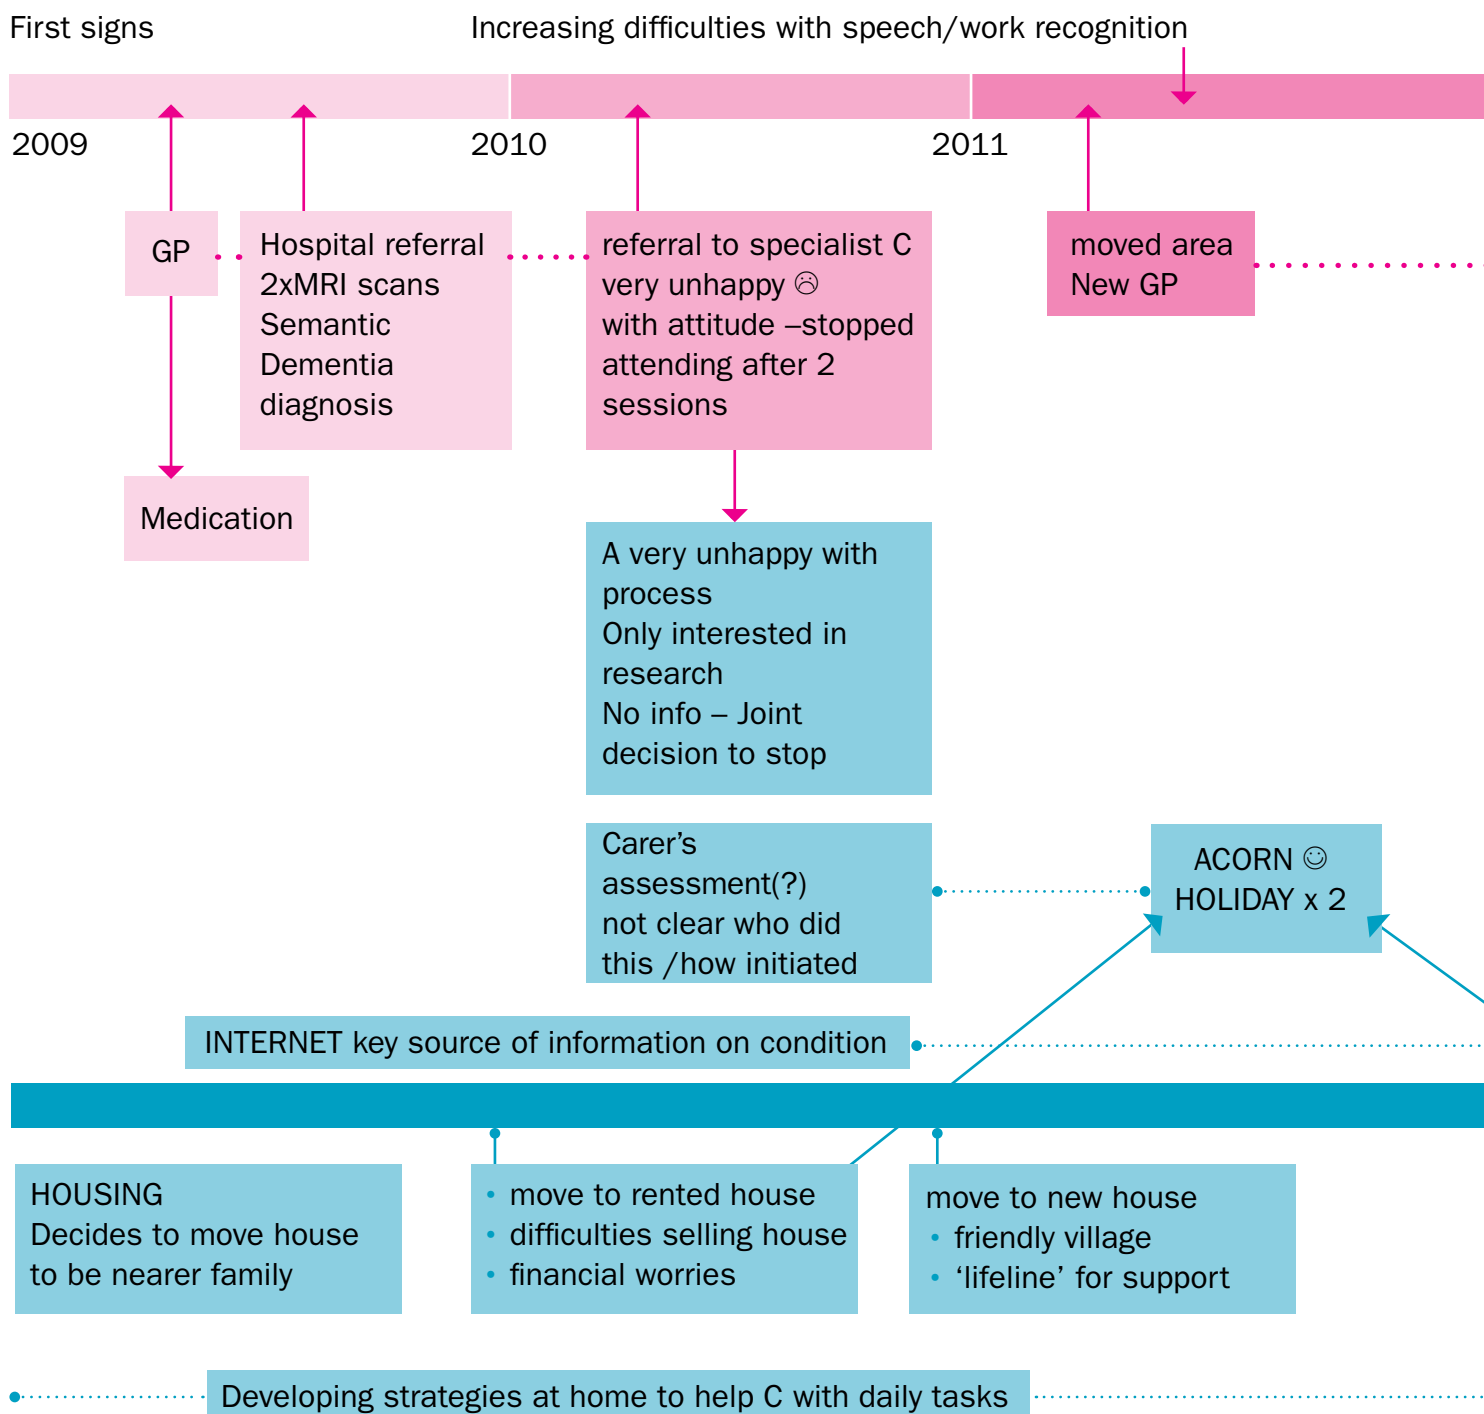 First signs
Increasing difficulties with speech/work recognition
2009
2010
2011
GP
Hospital referral
2xMRI scans
Semantic
Dementia
diagnosis
referral to specialist C
very unhappy ☹
with attitude –stopped
attending after 2
sessions
moved area
New GP
Medication
A very unhappy with
process
Only interested in
research
No info – Joint
decision to stop
Carer’s
assessment(?)
not clear who did
this /how initiated
ACORN ☺
HOLIDAY x 2
INTERNET key source of information on condition
HOUSING
Decides to move house
to be nearer family
• move to rented house
• difficulties selling house
• financial worries
move to new house
• friendly village
• ‘lifeline’ for support
Developing strategies at home to help C with daily tasks